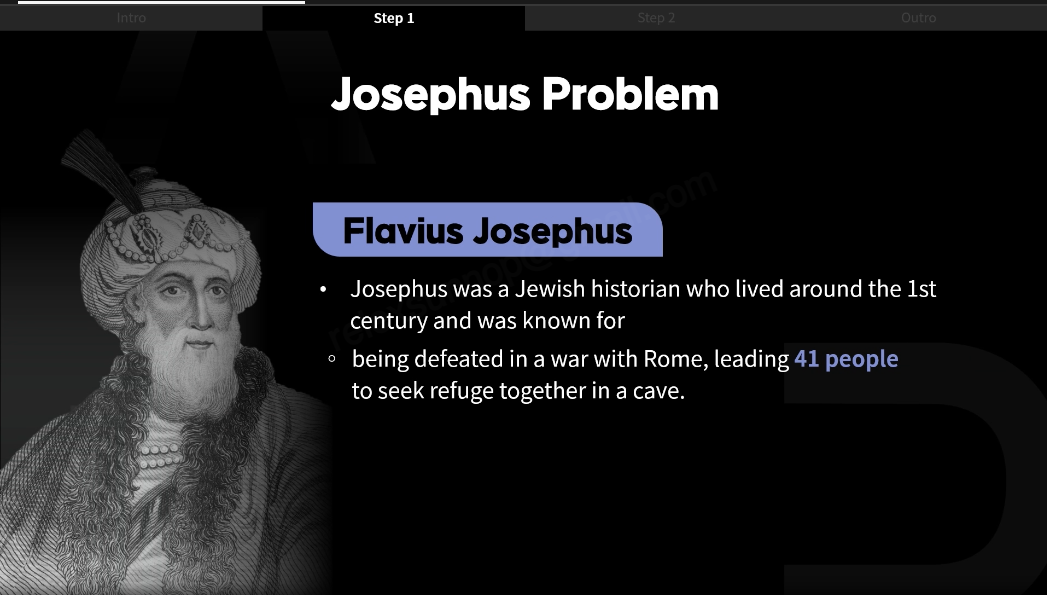 Intro
Step 1
Step 2
Outro
Josephus Problem
Flavius Josephus
• Josephus was a Jewish historian who lived around the 1st
century and was known for
○ being defeated in a war with Rome, leading 41 people
to seek refuge together in a cave.